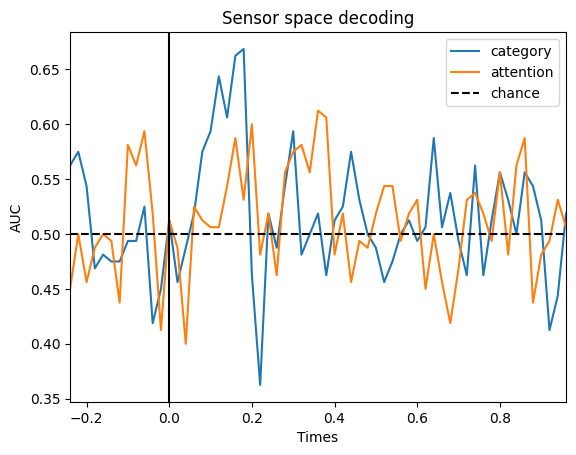 Sensor space decoding
category
attention
chance
AUC
0.65
0.60
0.55
0.50
0.45
0.40
0.35
−0.2
0.0
0.2
0.4
0.6
0.8
Times